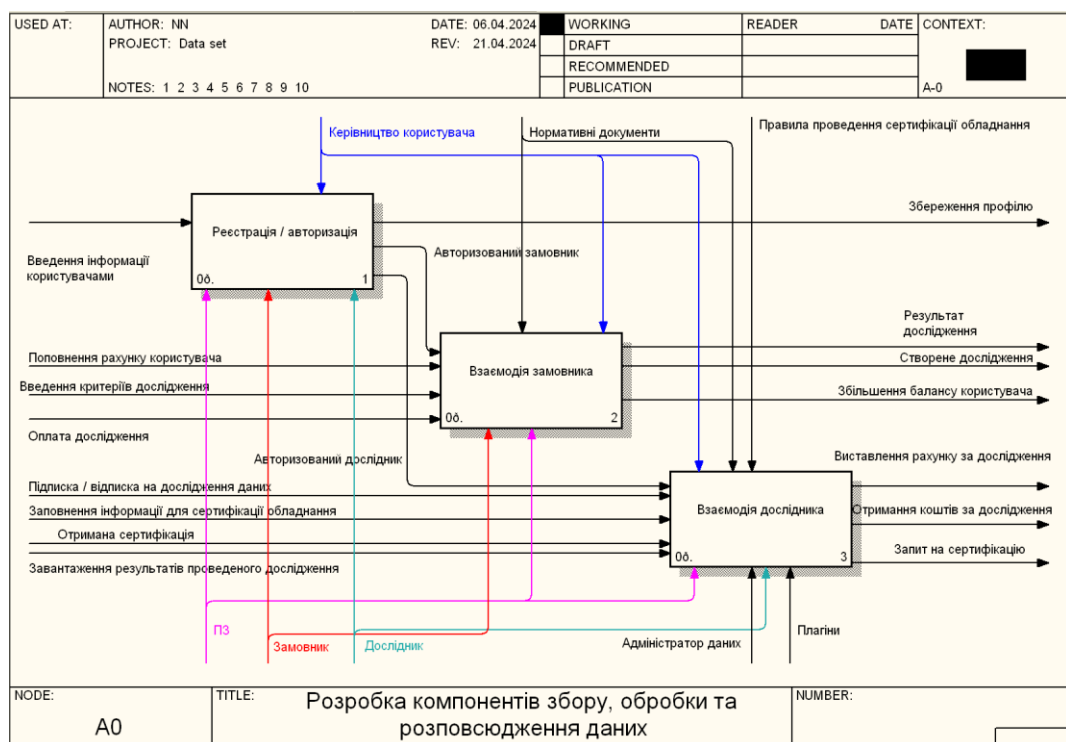 USED AT:
AUTHOR: NN
DATE: 06.04.2024
PROJECT: Data set
REV: 21.04.2024
NOTES: 1 2 3 4 5 6 7 8 9 10
WORKING
DRAFT
RECOMMENDED
PUBLICATION
READER
DATE
CONTEXT:
A-0
Керівництво користувача
Нормативні документи
Правила проведення сертифікації обладнання
Реєстрація / авторизація
0ð.
1
Збереження профілю
Введення інформації
користувачами
Авторизований замовник
Результат
дослідження
Поповнення рахунку користувача
Взаємодія замовника
Створене дослідження
Введення критеріїв дослідження
Збільшення балансу користувача
0ð.
2
Оплата дослідження
Авторизований дослідник
Виставлення рахунку за дослідження
Підписка / відписка на дослідження даних
Заповнення інформації для сертифікації обладнання
Взаємодія дослідника
Отримання коштів за дослідження
Отримана сертифікація
Запит на сертифікацію
0ð.
3
Завантаження результатів проведеного дослідження
ПЗ
Замовник
Дослідник
Адміністратор даних
Плагіни
NODE:
A0
TITLE:
Розробка компонентів збору, обробки та
розповсюдження даних
NUMBER: